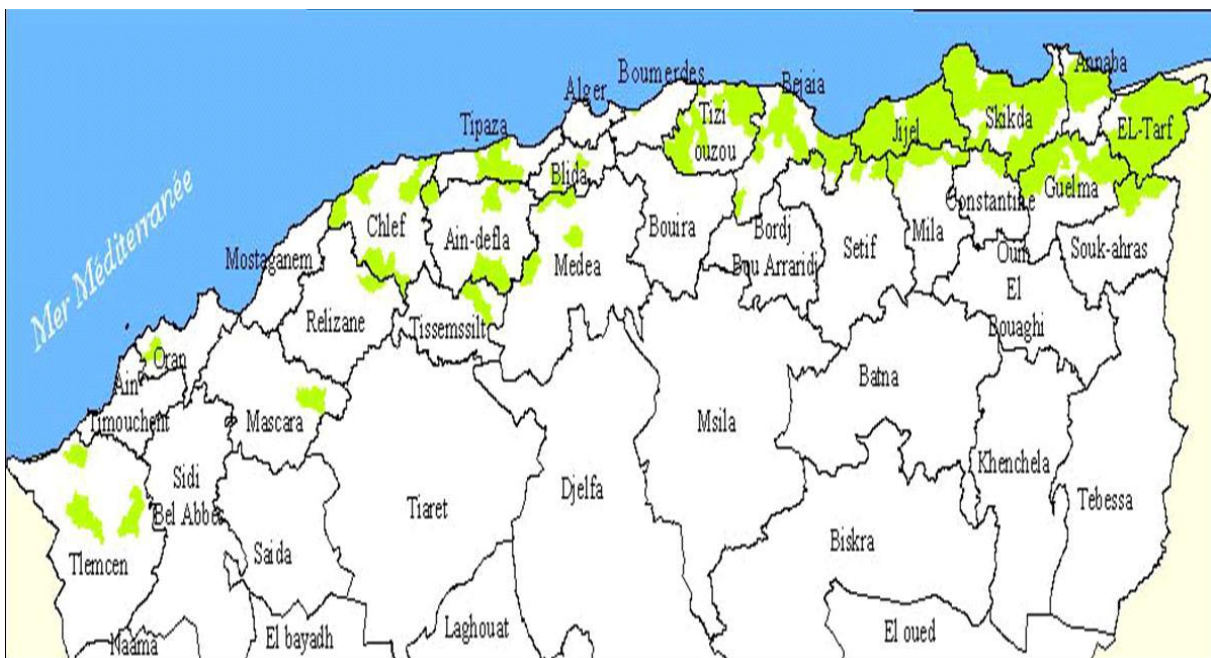 Mer Méditerranée
Boumerdes
Alger
Bejaia
Annaba
Tipaza
Tizi
ouzou
Jijel
Skikda
EL-Tarf
Blida
Guelma
Constantine
Chlef
Ain-defla
Medea
Bouira
Bordj
Bou Arraridj
Setif
Mila
Oum
El
Bouaghi
Souk-ahras
Mostaganem
Relizane
Tissemssilt
Oran
Ain
Timouchent
Mascara
Sidi
Bel Abbes
Tlemcen
Saida
Tiaret
Djelfa
Msila
Batna
Khenchela
Tebessa
Biskra
Naama
El bayadh
Laghouat
El oued